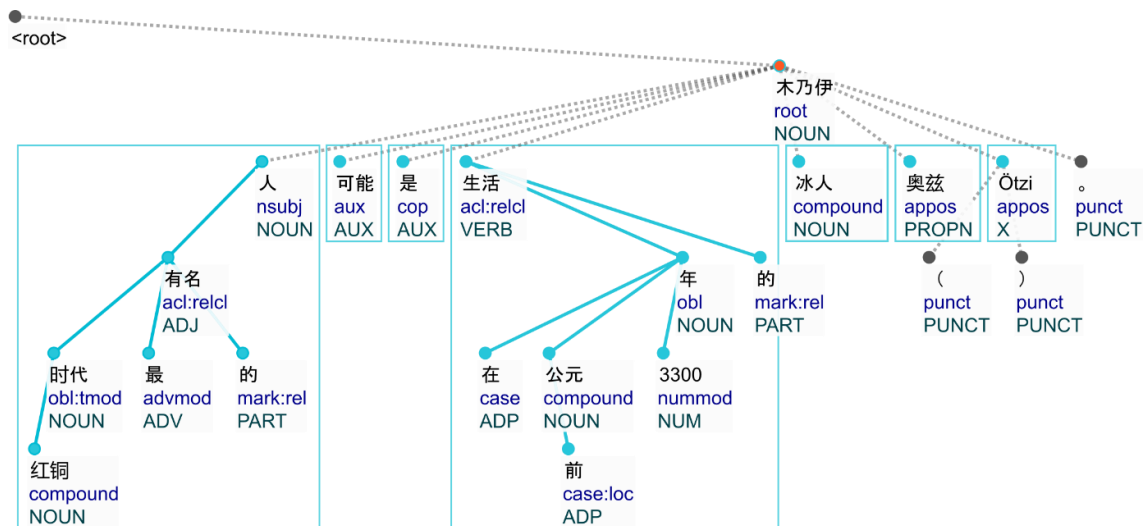 <root>
木乃伊
root
NOUN
人
nsubj
NOUN
可能
aux
AUX
是
cop
AUX
生活
acl:relcl
VERB
冰人
compound
NOUN
奥兹
appos
PROPN
Ötzi
appos
X
。
punct
PUNCT
有名
acl:relcl
ADJ
年
obl
NOUN
的
mark:rel
PART
（
punct
PUNCT
）
punct
PUNCT
时代
obl:tmod
NOUN
最
advmod
ADV
的
mark:rel
PART
在
case
ADP
公元
compound
NOUN
3300
nummod
NUM
红铜
compound
NOUN
前
case:loc
ADP